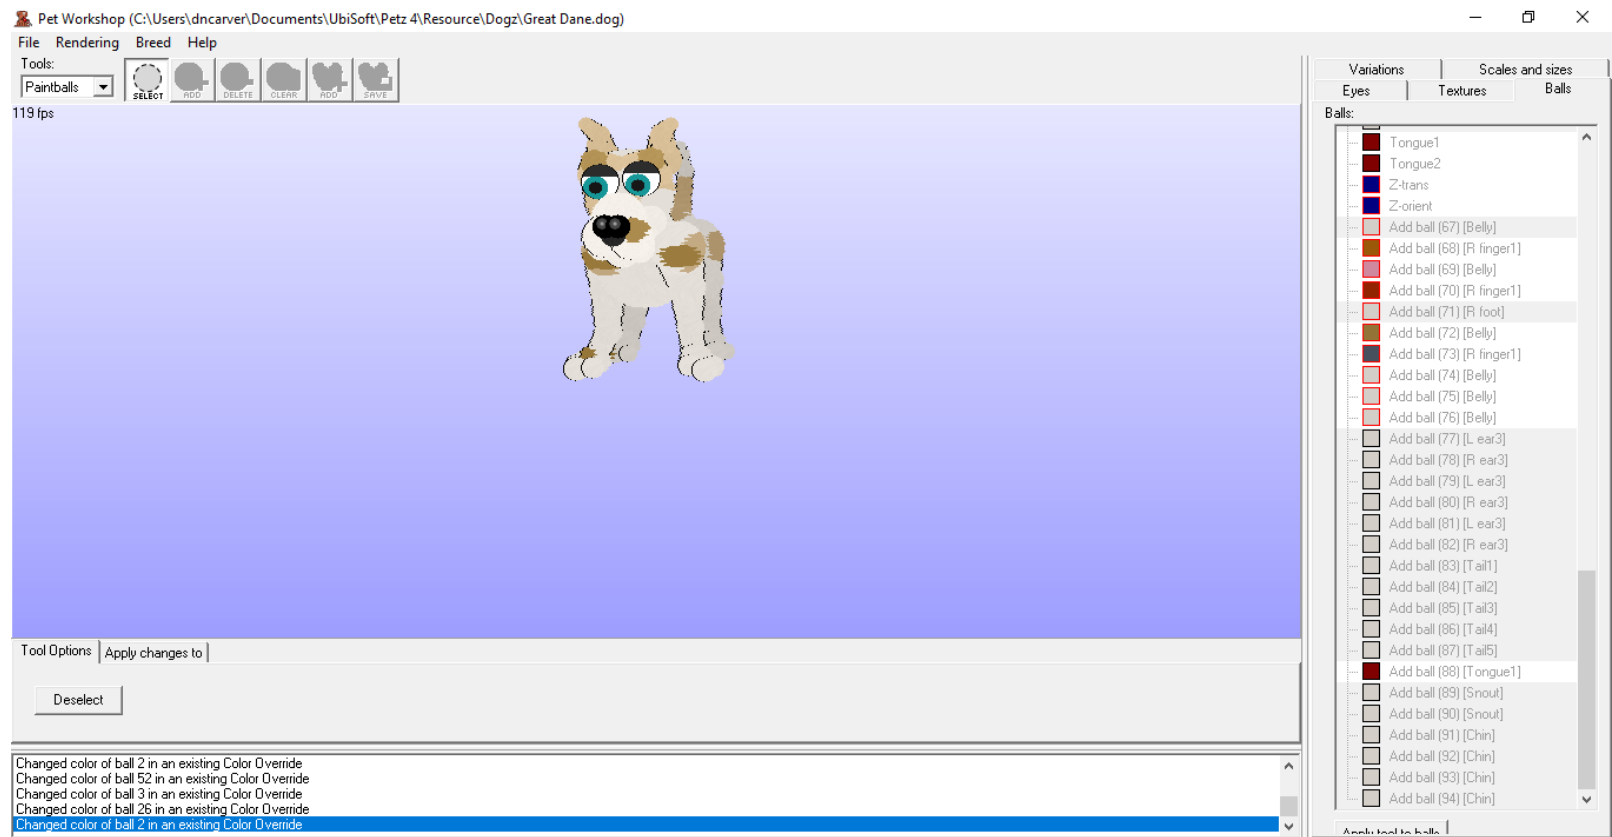 Pet Workshop (C:\Users\dncarver\Documents\UbiSoft\Petz 4\Resource\Dogz\Great Dane.dog)
File Rendering Breed Help
Tools:
Paintballs
SELECT ADD DELETE CLEAR ADD SAVE
119 fps
Variations Scales and sizes
Eyes Textures Balls
Balls:
Tongue1
Tongue2
Z-trans
Z-orient
Add ball (67) [Belly]
Add ball (68) [R finger1]
Add ball (69) [Belly]
Add ball (70) [R finger1]
Add ball (71) [R foot]
Add ball (72) [Belly]
Add ball (73) [R finger1]
Add ball (74) [Belly]
Add ball (75) [Belly]
Add ball (76) [Belly]
Add ball (77) [L ear3]
Add ball (78) [R ear3]
Add ball (79) [L ear3]
Add ball (80) [R ear3]
Add ball (81) [L ear3]
Add ball (82) [R ear3]
Add ball (83) [Tail1]
Add ball (84) [Tail2]
Add ball (85) [Tail3]
Add ball (86) [Tail4]
Add ball (87) [Tail5]
Add ball (88) [Tongue1]
Add ball (89) [Snout]
Add ball (90) [Snout]
Add ball (91) [Chin]
Add ball (92) [Chin]
Add ball (93) [Chin]
Add ball (94) [Chin]
Apply tool to balls
Tool Options Apply changes to
Deselect
Changed color of ball 2 in an existing Color Override
Changed color of ball 52 in an existing Color Override
Changed color of ball 3 in an existing Color Override
Changed color of ball 26 in an existing Color Override
Changed color of ball 2 in an existing Color Override